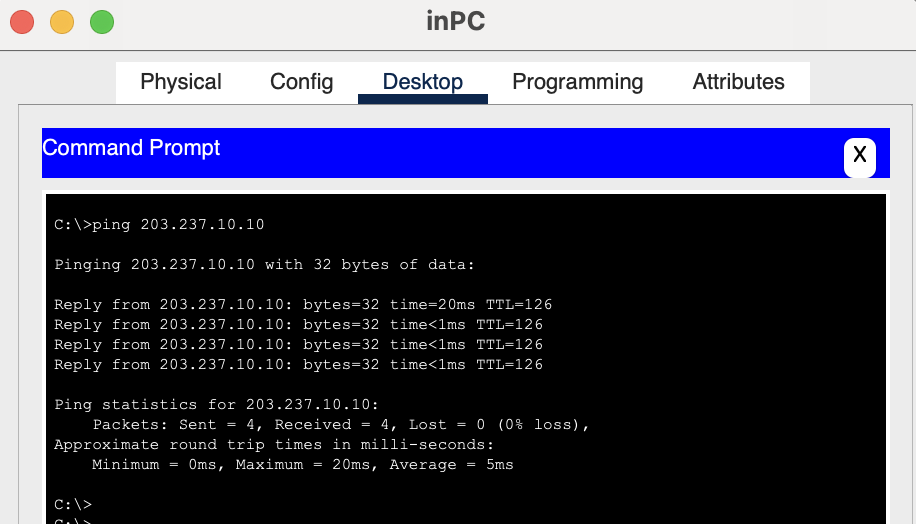 inPC
Physical Config Desktop Programming Attributes
Command Prompt
X
C:\>ping 203.237.10.10
Pinging 203.237.10.10 with 32 bytes of data:
Reply from 203.237.10.10: bytes=32 time=20ms TTL=126
Reply from 203.237.10.10: bytes=32 time<1ms TTL=126
Reply from 203.237.10.10: bytes=32 time<1ms TTL=126
Reply from 203.237.10.10: bytes=32 time<1ms TTL=126
Ping statistics for 203.237.10.10:
    Packets: Sent = 4, Received = 4, Lost = 0 (0% loss),
Approximate round trip times in milli-seconds:
    Minimum = 0ms, Maximum = 20ms, Average = 5ms
C:\>
C:\>